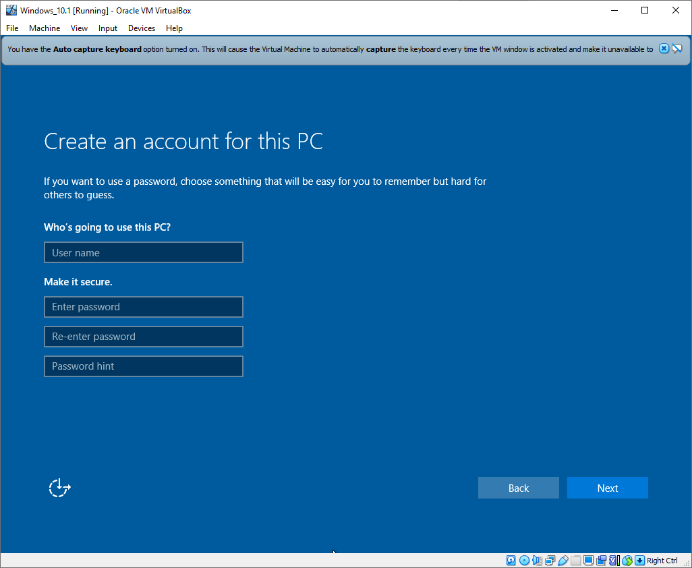 Windows_10.1 [Running] - Oracle VM VirtualBox
File Machine View Input Devices Help
You have the Auto capture keyboard option turned on. This will cause the Virtual Machine to automatically capture the keyboard every time the VM window is activated and make it unavailable to
Create an account for this PC
If you want to use a password, choose something that will be easy for you to remember but hard for
others to guess.
Who's going to use this PC?
User name
Make it secure.
Enter password
Re-enter password
Password hint
Back Next
Right Ctrl